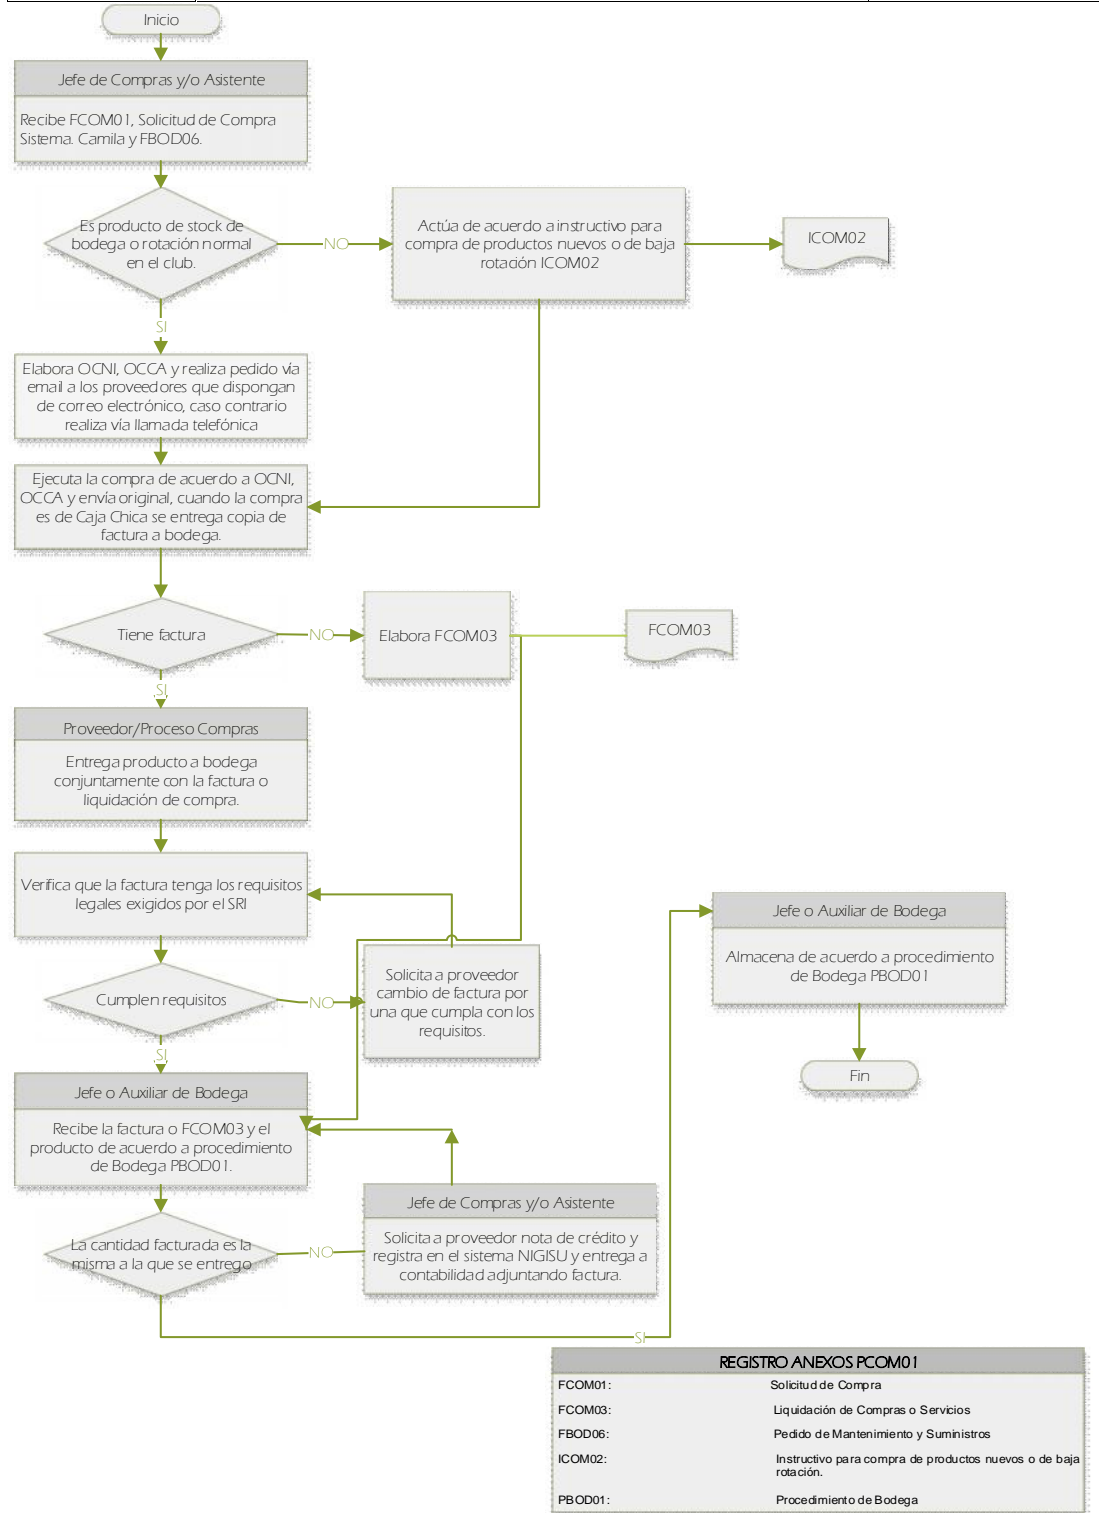 Inicio
Jefe de Compras y/o Asistente
Recibe FCOM01, Solicitud de Compra
Sistema. Camila y FBOD06.
Es producto de stock de
bodega o rotación normal
en el club.
NO
Actúa de acuerdo a instructivo para
compra de productos nuevos o de baja
rotación ICOM02
ICOM02
SI
Elabora OCNI, OCCA y realiza pedido vía
email a los proveedores que dispongan
de correo electrónico, caso contrario
realiza vía llamada telefónica
Ejecuta la compra de acuerdo a OCNI,
OCCA y envía original, cuando la compra
es de Caja Chica se entrega copia de
factura a bodega.
Tiene factura
NO
Elabora FCOM03
FCOM03
SI
Proveedor/Proceso Compras
Entrega producto a bodega
conjuntamente con la factura o
liquidación de compra.
Verifica que la factura tenga los requisitos
legales exigidos por el SRI
Cumplen requisitos
NO
Solicita a proveedor
cambio de factura por
una que cumpla con los
requisitos.
Jefe o Auxiliar de Bodega
Almacena de acuerdo a procedimiento
de Bodega PBOD01
Fin
SI
Jefe o Auxiliar de Bodega
Recibe la factura o FCOM03 y el
producto de acuerdo a procedimiento
de Bodega PBOD01.
La cantidad facturada es la
misma a la que se entrego
NO
Jefe de Compras y/o Asistente
Solicita a proveedor nota de crédito y
registra en el sistema NIGISU y entrega a
contabilidad adjuntando factura.
SI
REGISTRO ANEXOS PCOM01
FCOM01: Solicitud de Compra
FCOM03: Liquidación de Compras o Servicios
FBOD06: Pedido de Mantenimiento y Suministros
ICOM02: Instructivo para compra de productos nuevos o de baja
rotación.
PBOD01: Procedimiento de Bodega